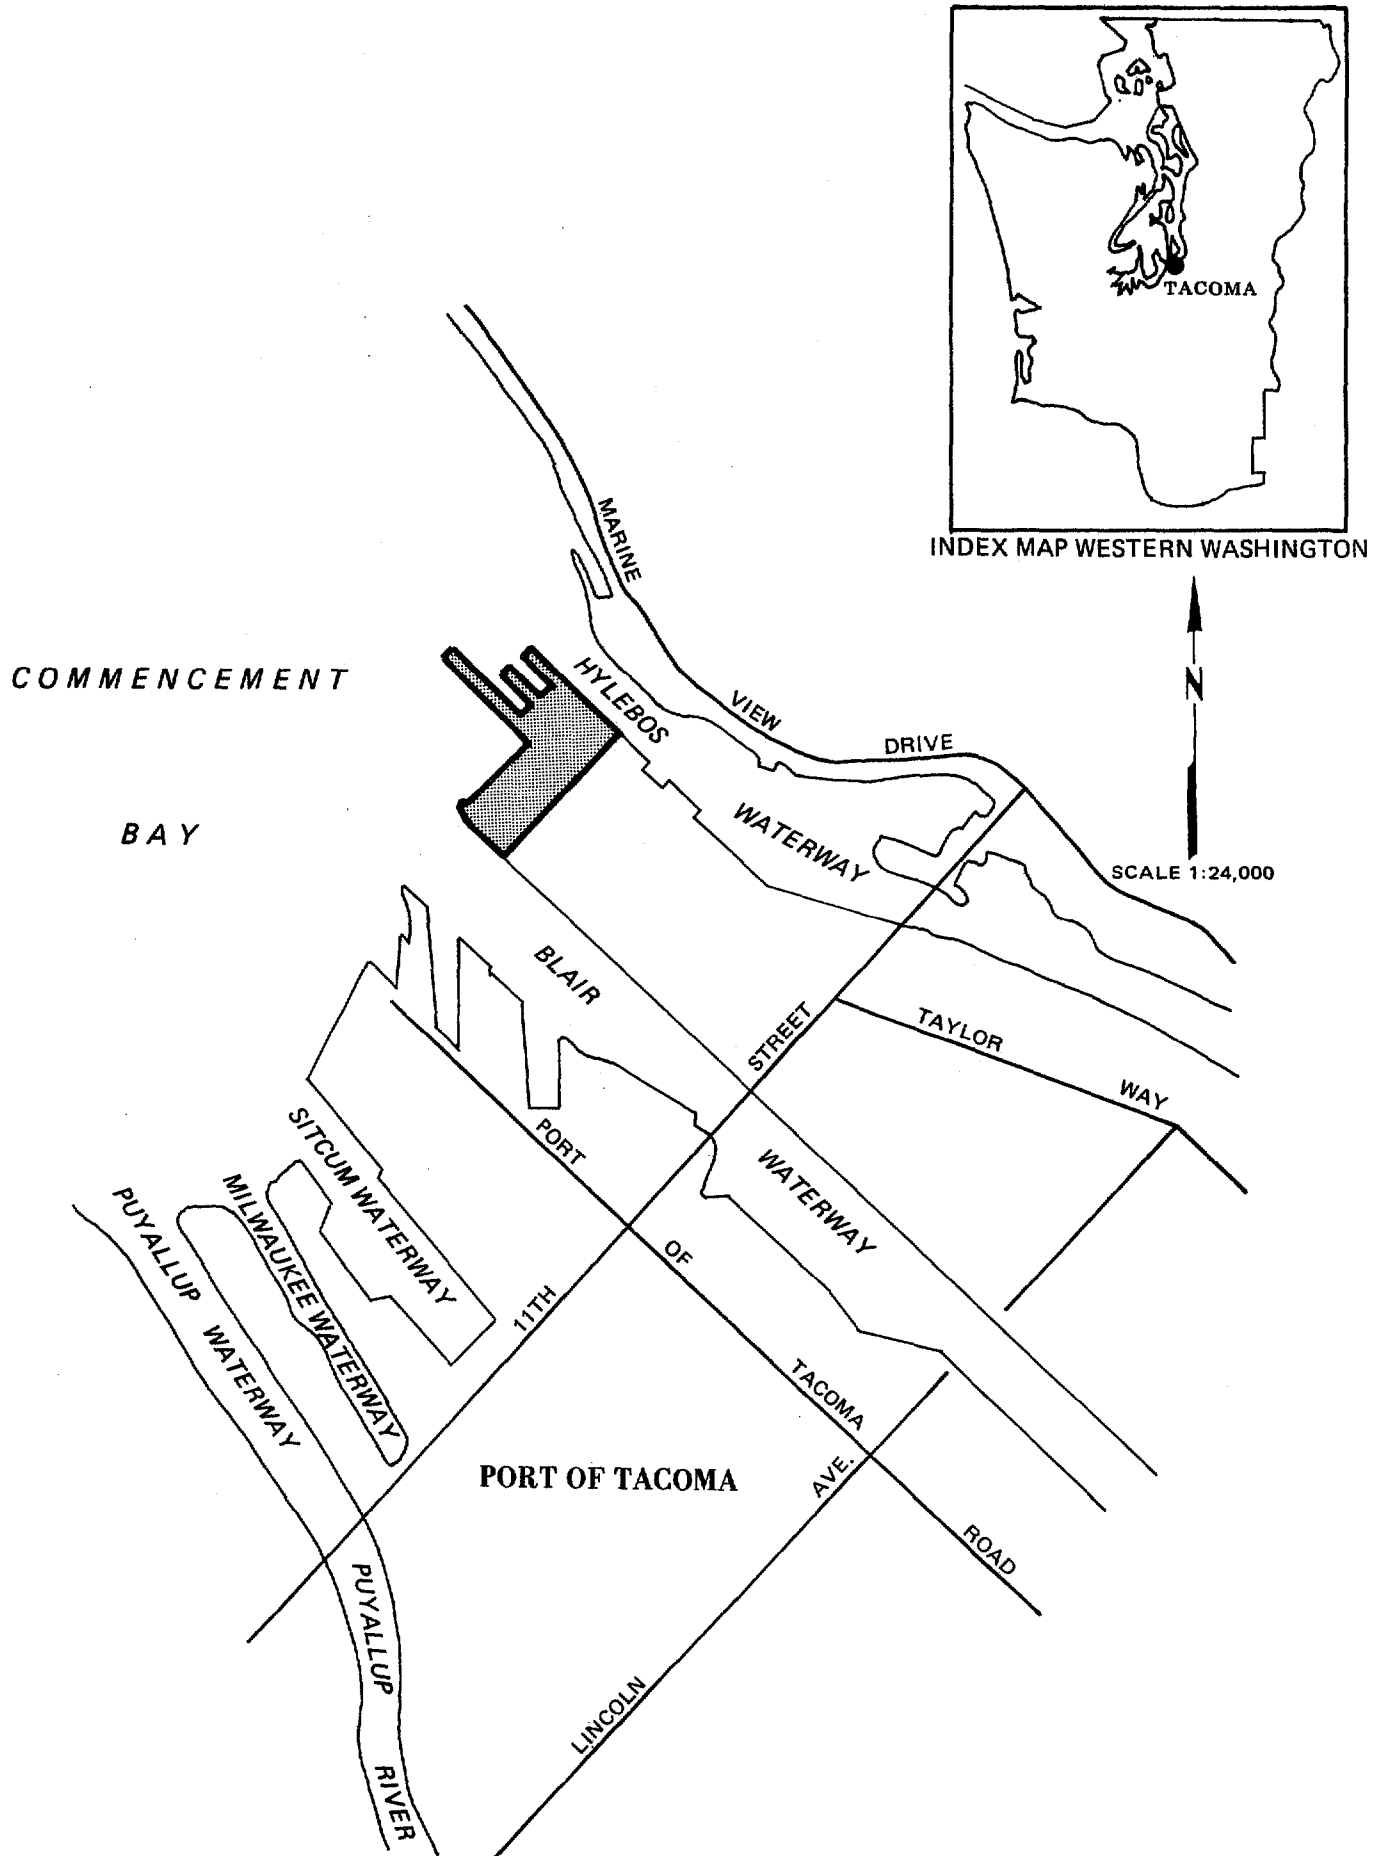 TACOMA
INDEX MAP WESTERN WASHINGTON
N
SCALE 1:24,000
MARINE
VIEW
DRIVE
COMMENCEMENT
BAY
HYLEBOS
WATERWAY
BLAIR
WATERWAY
STREET
11TH
TAYLOR
WAY
PORT
OF
TACOMA
ROAD
SITCUM WATERWAY
MILWAUKEE WATERWAY
PUYALLUP
WATERWAY
PORT OF TACOMA
AVE.
LINCOLN
PUYALLUP
RIVER